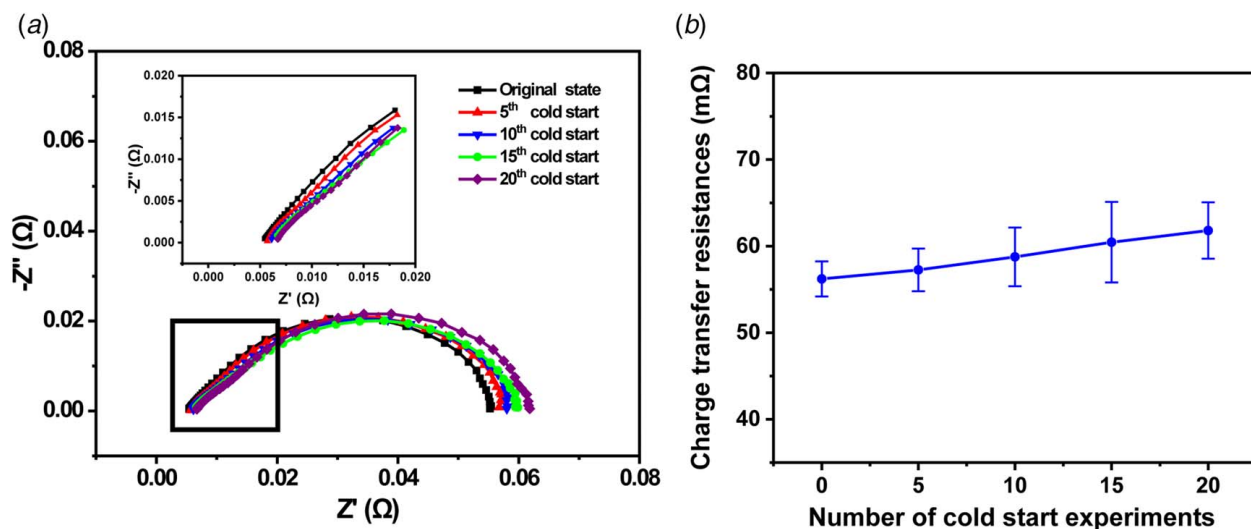 (a)
0.08
0.06
0.04
0.02
0.00
-Z" (Ω)
0.00 0.02 0.04 0.06 0.08
Z' (Ω)
0.020
0.015
0.010
0.005
0.000
-Z" (Ω)
0.000 0.005 0.010 0.015 0.020
Z' (Ω)
Original state
5th cold start
10th cold start
15th cold start
20th cold start
(b)
80
70
60
50
40
Charge transfer resistances (mΩ)
0 5 10 15 20
Number of cold start experiments